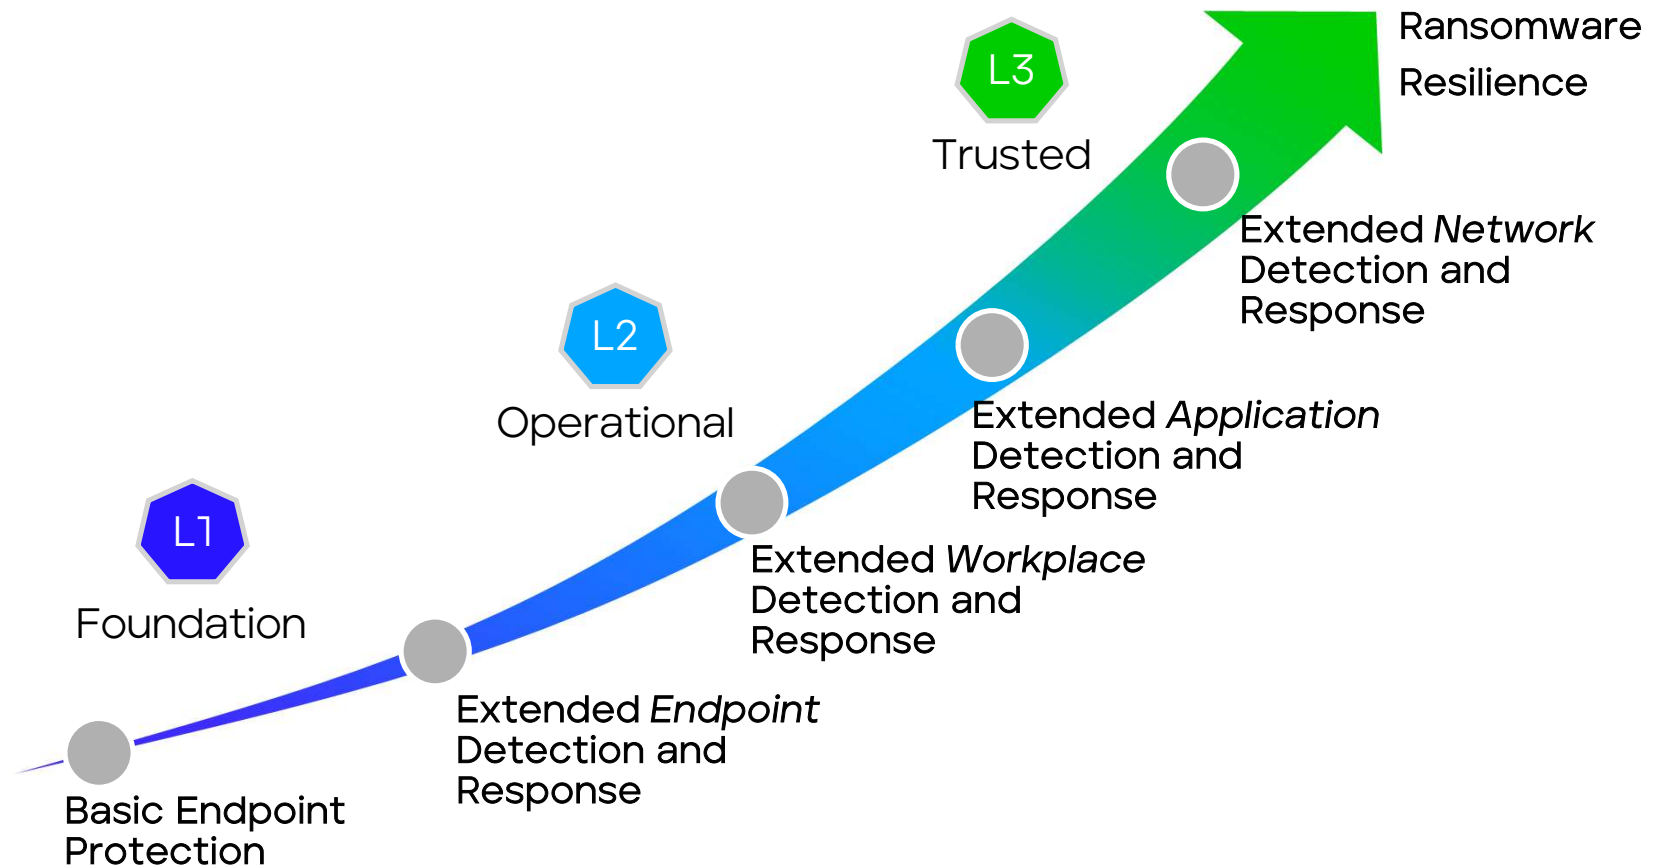 Ransomware
Resilience
L3
Trusted
Extended Network
Detection and
Response
L2
Operational
Extended Application
Detection and
Response
L1
Foundation
Extended Workplace
Detection and
Response
Extended Endpoint
Detection and
Response
Basic Endpoint
Protection